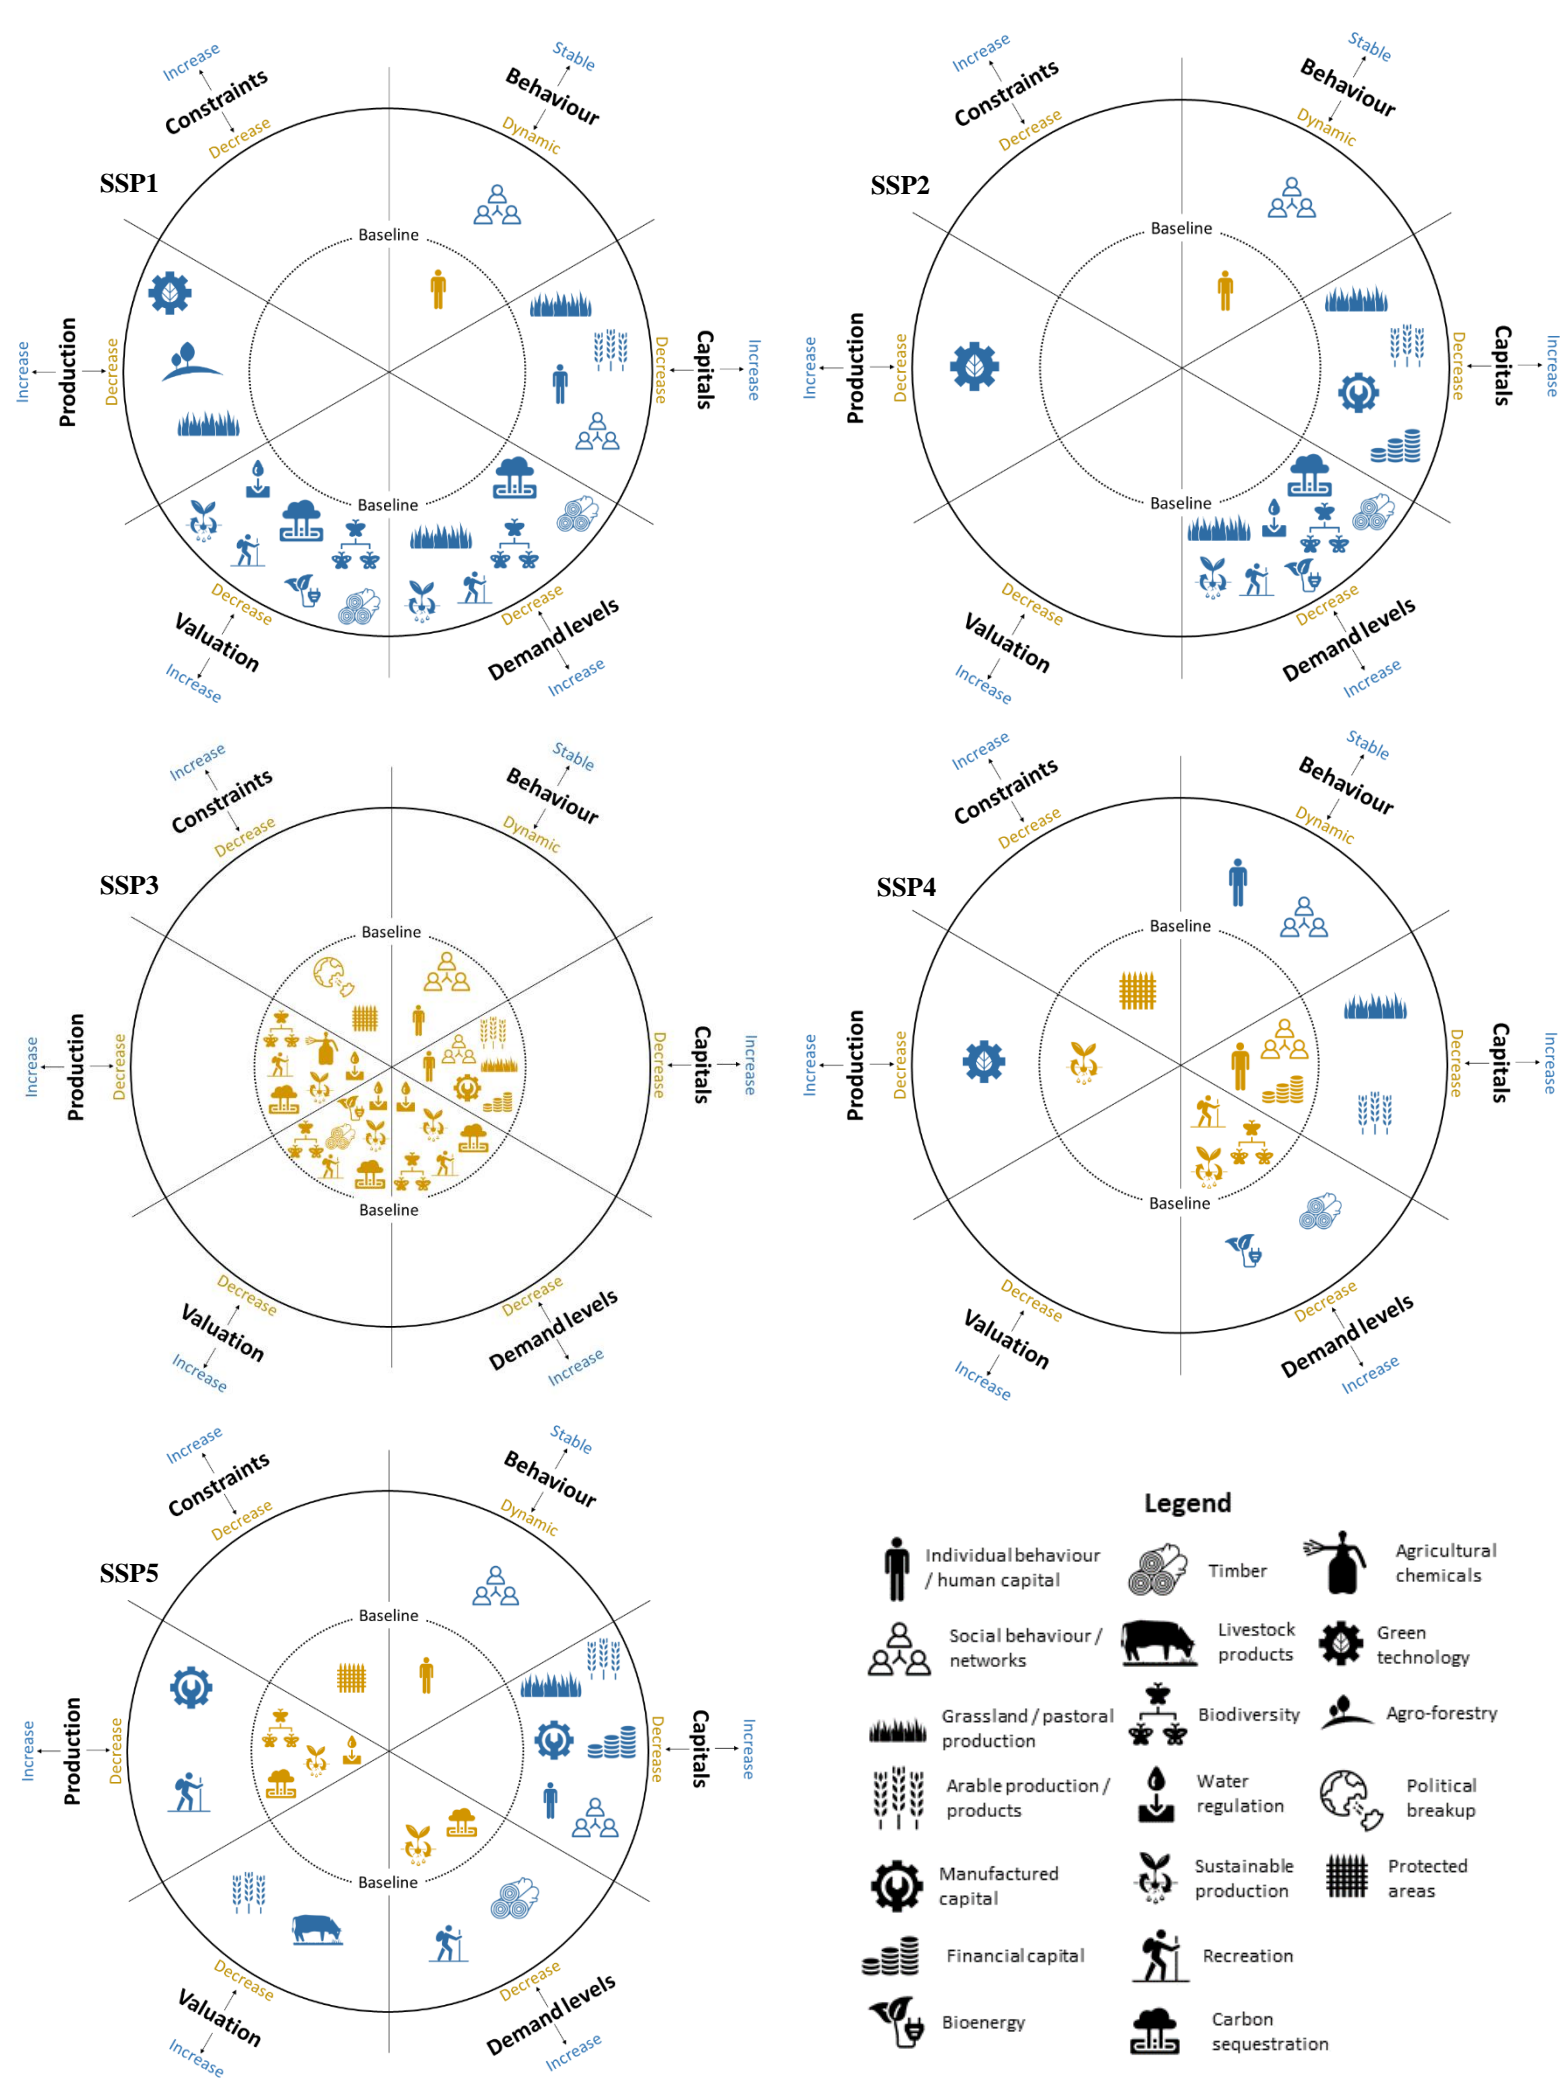 Increase
Constraints
Decrease
Stable
Behaviour
Dynamic
SSP1
Baseline
Increase
Production
Decrease
Decrease
Capitals
Increase
Baseline
Decrease
Valuation
Increase
Decrease
Demand levels
Increase
Increase
Constraints
Decrease
Stable
Behaviour
Dynamic
SSP2
Baseline
Increase
Production
Decrease
Decrease
Capitals
Increase
Baseline
Decrease
Valuation
Increase
Decrease
Demand levels
Increase
Increase
Constraints
Decrease
Stable
Behaviour
Dynamic
SSP3
Baseline
Increase
Production
Decrease
Decrease
Capitals
Increase
Baseline
Decrease
Valuation
Increase
Decrease
Demand levels
Increase
Increase
Constraints
Decrease
Stable
Behaviour
Dynamic
SSP4
Baseline
Increase
Production
Decrease
Decrease
Capitals
Increase
Baseline
Decrease
Valuation
Increase
Decrease
Demand levels
Increase
Increase
Constraints
Decrease
Stable
Behaviour
Dynamic
SSP5
Baseline
Increase
Production
Decrease
Decrease
Capitals
Increase
Baseline
Decrease
Valuation
Increase
Decrease
Demand levels
Increase
Legend
Individual behaviour
/ human capital
Timber
Agricultural
chemicals
Social behaviour /
networks
Livestock
products
Green
technology
Grassland / pastoral
production
Biodiversity
Agro-forestry
Arable production /
products
Water
regulation
Political
breakup
Manufactured
capital
Sustainable
production
Protected
areas
Financial capital
Recreation
Bioenergy
Carbon
sequestration